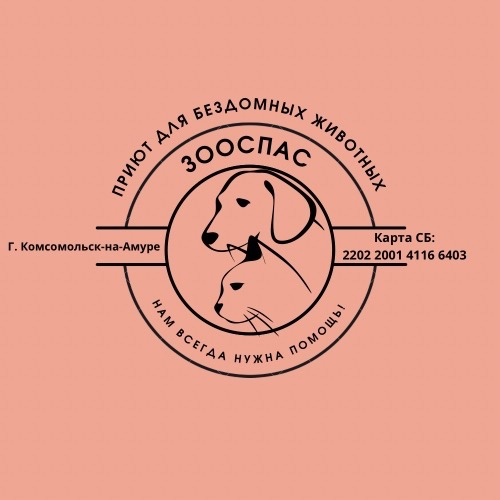 ПРИЮТ ДЛЯ БЕЗДОМНЫХ ЖИВОТНЫХ
ЗООСПАС
Г. Комсомольск-на-Амуре
Карта СБ:
2202 2001 4116 6403
НАМ ВСЕГДА НУЖНА ПОМОЩЬ!